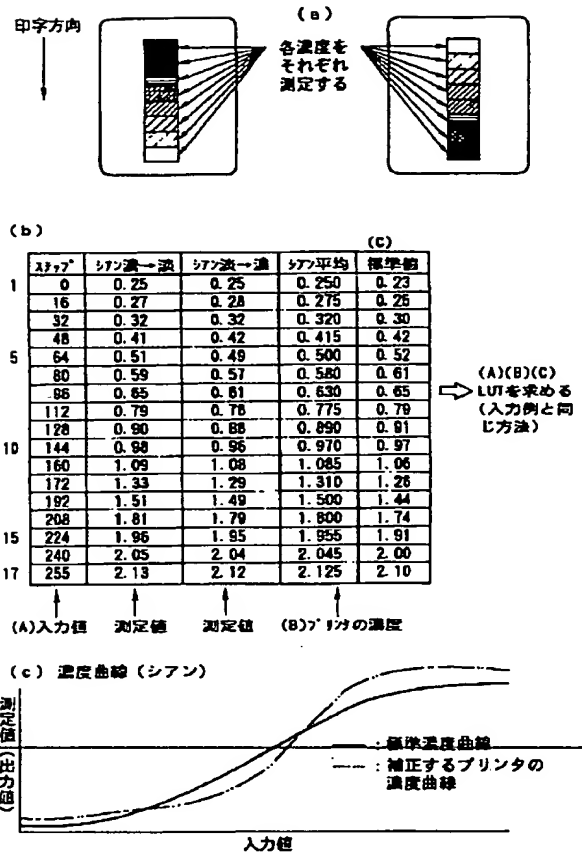 (a)
印字方向
各濃度を
それぞれ
測定する
(b)
(C)
ステップ シアン濃→淡 シアン淡→濃 シアン平均 標準値
1 0 0.25 0.25 0.250 0.23
16 0.27 0.28 0.275 0.25
32 0.32 0.32 0.320 0.30
48 0.41 0.42 0.415 0.42
5 64 0.51 0.49 0.500 0.52
80 0.59 0.57 0.580 0.61
96 0.65 0.61 0.630 0.65
112 0.79 0.76 0.775 0.79
128 0.90 0.88 0.890 0.91
10 144 0.98 0.96 0.970 0.97
160 1.09 1.08 1.085 1.06
172 1.33 1.29 1.310 1.26
192 1.51 1.49 1.500 1.44
208 1.81 1.79 1.800 1.74
15 224 1.96 1.95 1.955 1.91
240 2.05 2.04 2.045 2.00
17 255 2.13 2.12 2.125 2.10
(A)(B)(C)
LUTを求める
(入力例と同
じ方法)
(A)入力値 測定値 測定値 (B)プリンタの濃度
(c) 濃度曲線(シアン)
測定値(出力値)
:標準濃度曲線
:補正するプリンタの
濃度曲線
入力値